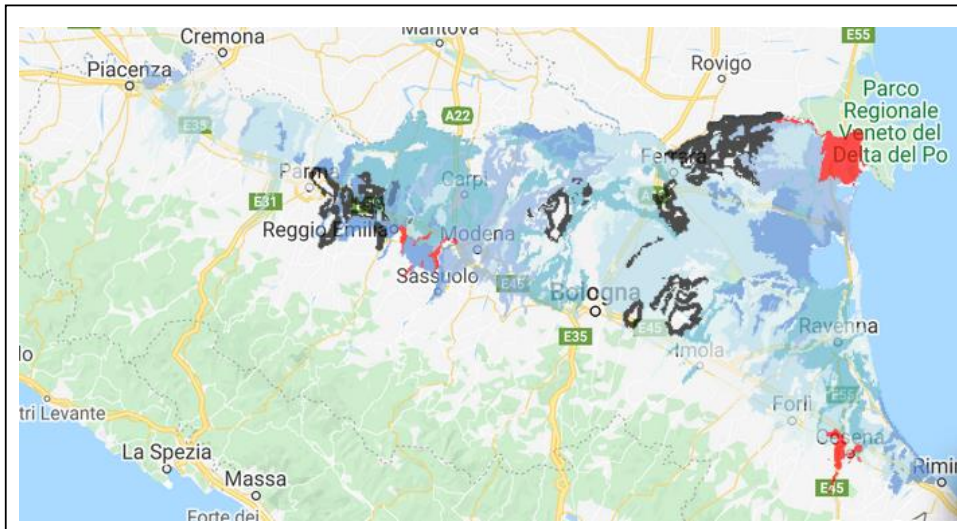 Cremona
Mantova
E55
Piacenza
Rovigo
A22
Parco
Regionale
Veneto del
Delta del Po
E35
Ferrara
Parma
Carpi
E31
Reggio Emilia
Modena
Sassuolo
E45
Bologna
E45
E35
Ravenna
Imola
lo
E55
Forlì
tri Levante
Cesena
La Spezia
Rimin
E45
Massa
Forte dei